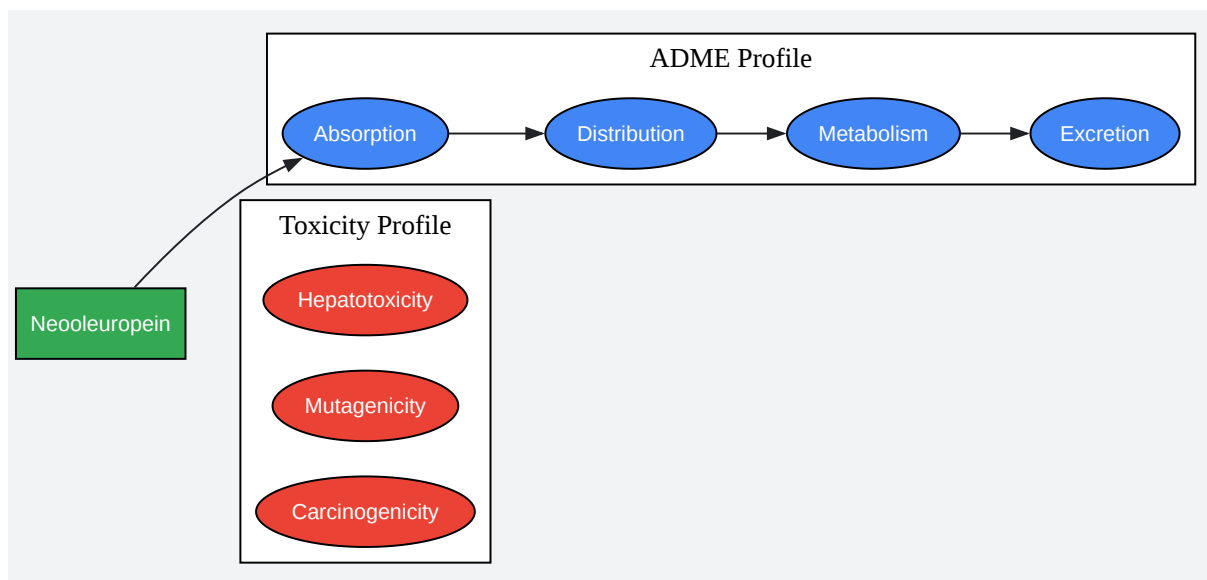 ADME Profile
Absorption
Distribution
Metabolism
Excretion
Toxicity Profile
Hepatotoxicity
Neooleuropein
Mutagenicity
Carcinogenicity